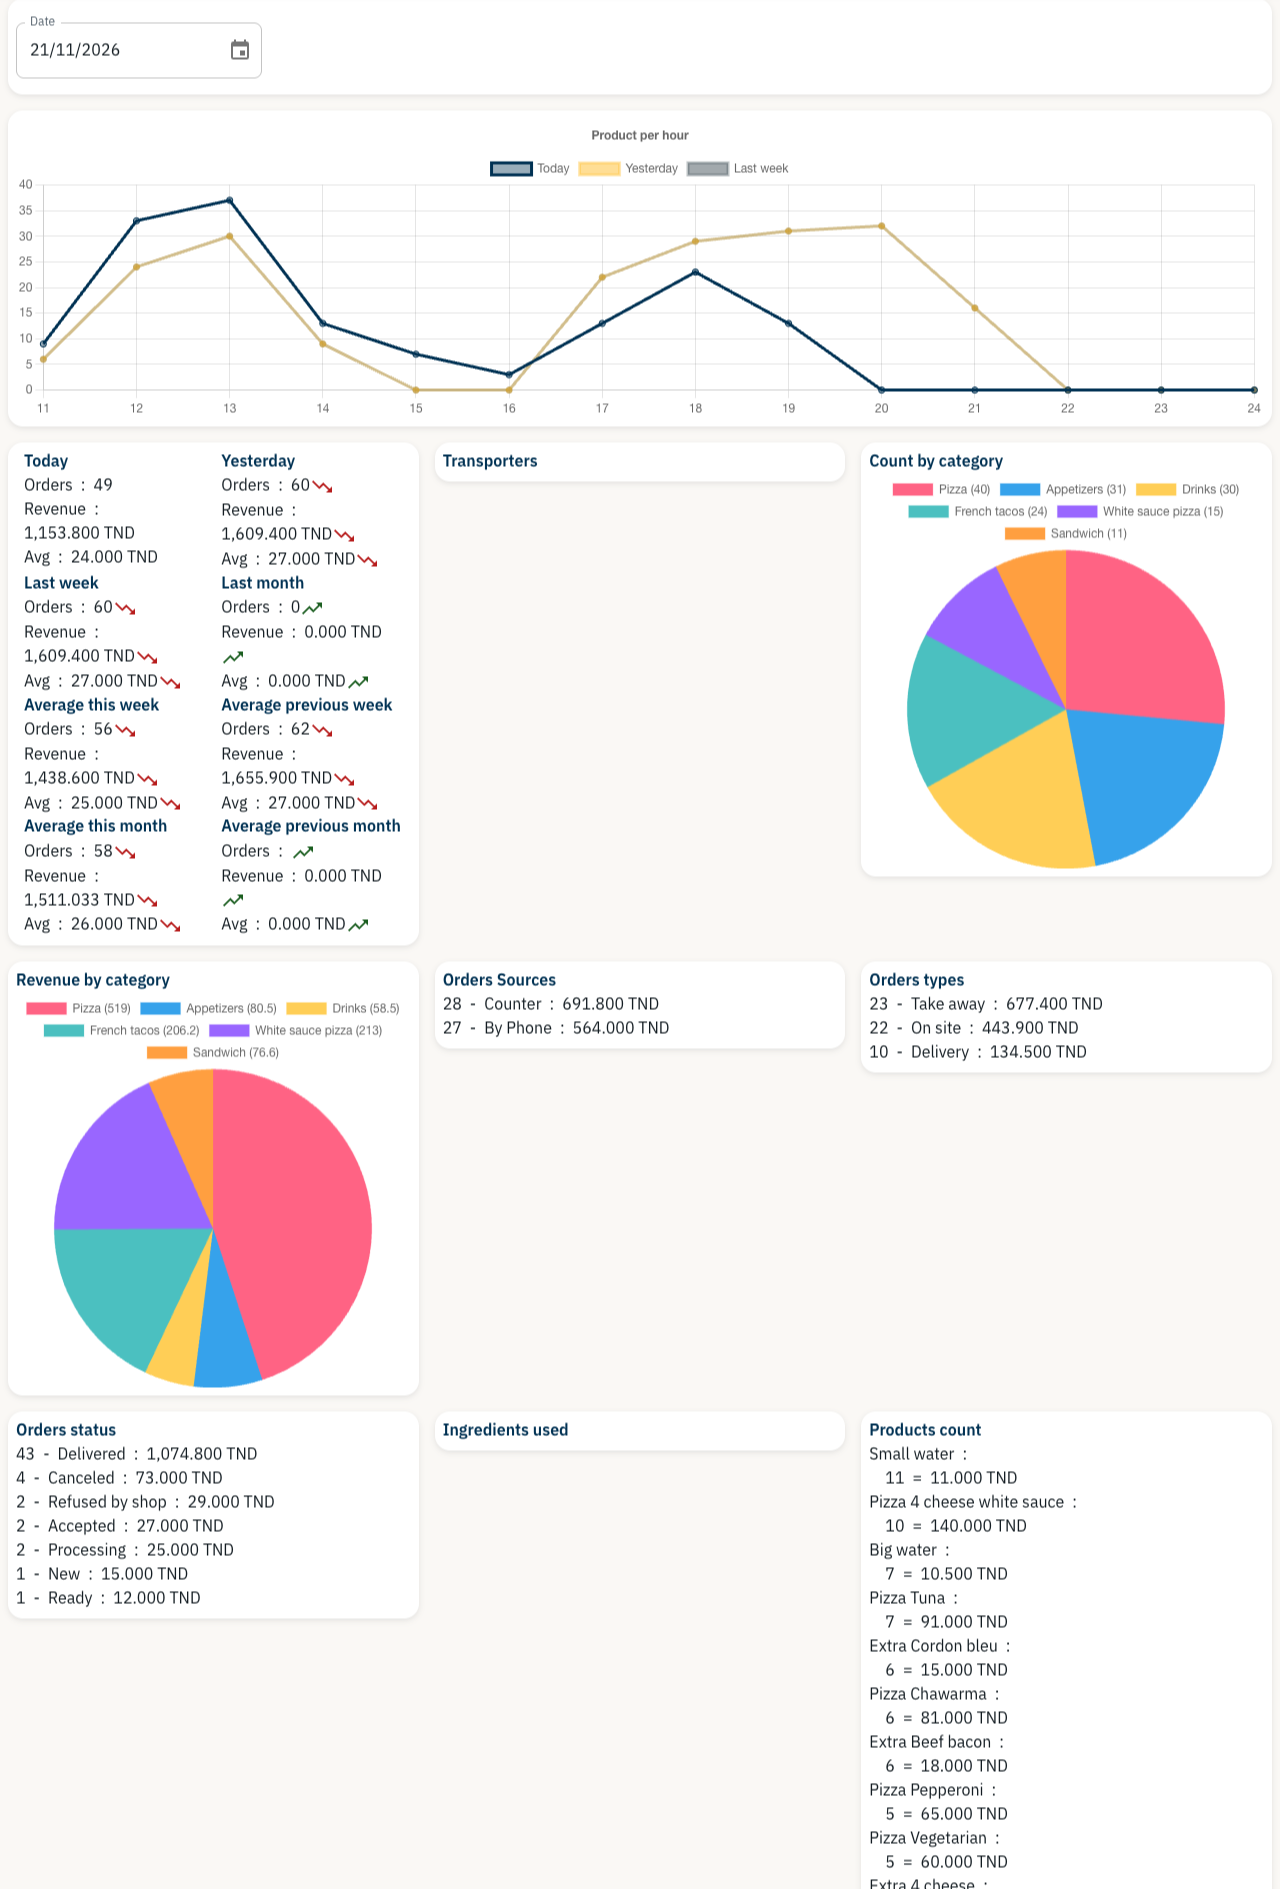 Date
21/11/2026
Product per hour
Today Yesterday Last week
40
35
30
25
20
15
10
5
0
11 12 13 14 15 16 17 18 19 20 21 22 23 24
Today
Orders : 49
Revenue :
1,153.800 TND
Avg : 24.000 TND
Yesterday
Orders : 60
Revenue :
1,609.400 TND
Avg : 27.000 TND
Last week
Orders : 60
Revenue :
1,609.400 TND
Avg : 27.000 TND
Last month
Orders : 0
Revenue : 0.000 TND
Avg : 0.000 TND
Average this week
Orders : 56
Revenue :
1,438.600 TND
Avg : 25.000 TND
Average previous week
Orders : 62
Revenue :
1,655.900 TND
Avg : 27.000 TND
Average this month
Orders : 58
Revenue :
1,511.033 TND
Avg : 26.000 TND
Average previous month
Orders :
Revenue : 0.000 TND
Avg : 0.000 TND
Transporters
Count by category
Pizza (40) Appetizers (31) Drinks (30)
French tacos (24) White sauce pizza (15)
Sandwich (11)
Revenue by category
Pizza (519) Appetizers (80.5) Drinks (58.5)
French tacos (206.2) White sauce pizza (213)
Sandwich (76.6)
Orders Sources
28 - Counter : 691.800 TND
27 - By Phone : 564.000 TND
Orders types
23 - Take away : 677.400 TND
22 - On site : 443.900 TND
10 - Delivery : 134.500 TND
Orders status
43 - Delivered : 1,074.800 TND
4 - Canceled : 73.000 TND
2 - Refused by shop : 29.000 TND
2 - Accepted : 27.000 TND
2 - Processing : 25.000 TND
1 - New : 15.000 TND
1 - Ready : 12.000 TND
Ingredients used
Products count
Small water :
11 = 11.000 TND
Pizza 4 cheese white sauce :
10 = 140.000 TND
Big water :
7 = 10.500 TND
Pizza Tuna :
7 = 91.000 TND
Extra Cordon bleu :
6 = 15.000 TND
Pizza Chawarma :
6 = 81.000 TND
Extra Beef bacon :
6 = 18.000 TND
Pizza Pepperoni :
5 = 65.000 TND
Pizza Vegetarian :
5 = 60.000 TND
Extra 4 cheese :